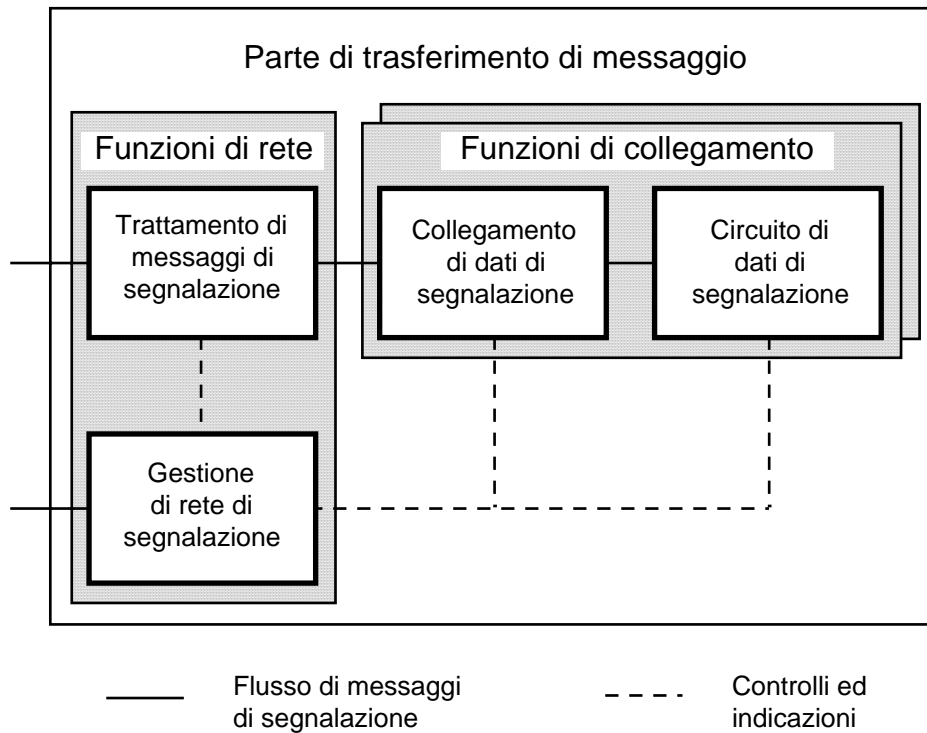 Parte di trasferimento di messaggio
Funzioni di rete
Funzioni di collegamento
Trattamento di
messaggi di
segnalazione
Collegamento
di dati di
segnalazione
Circuito di
dati di
segnalazione
Gestione
di rete di
segnalazione
Flusso di messaggi
di segnalazione
Controlli ed
indicazioni